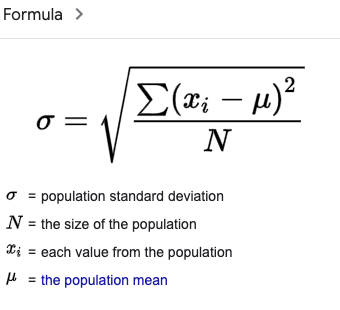 Formula >
σ = √(∑(xᵢ − μ)² / N)
σ = population standard deviation
N = the size of the population
xᵢ = each value from the population
μ = the population mean